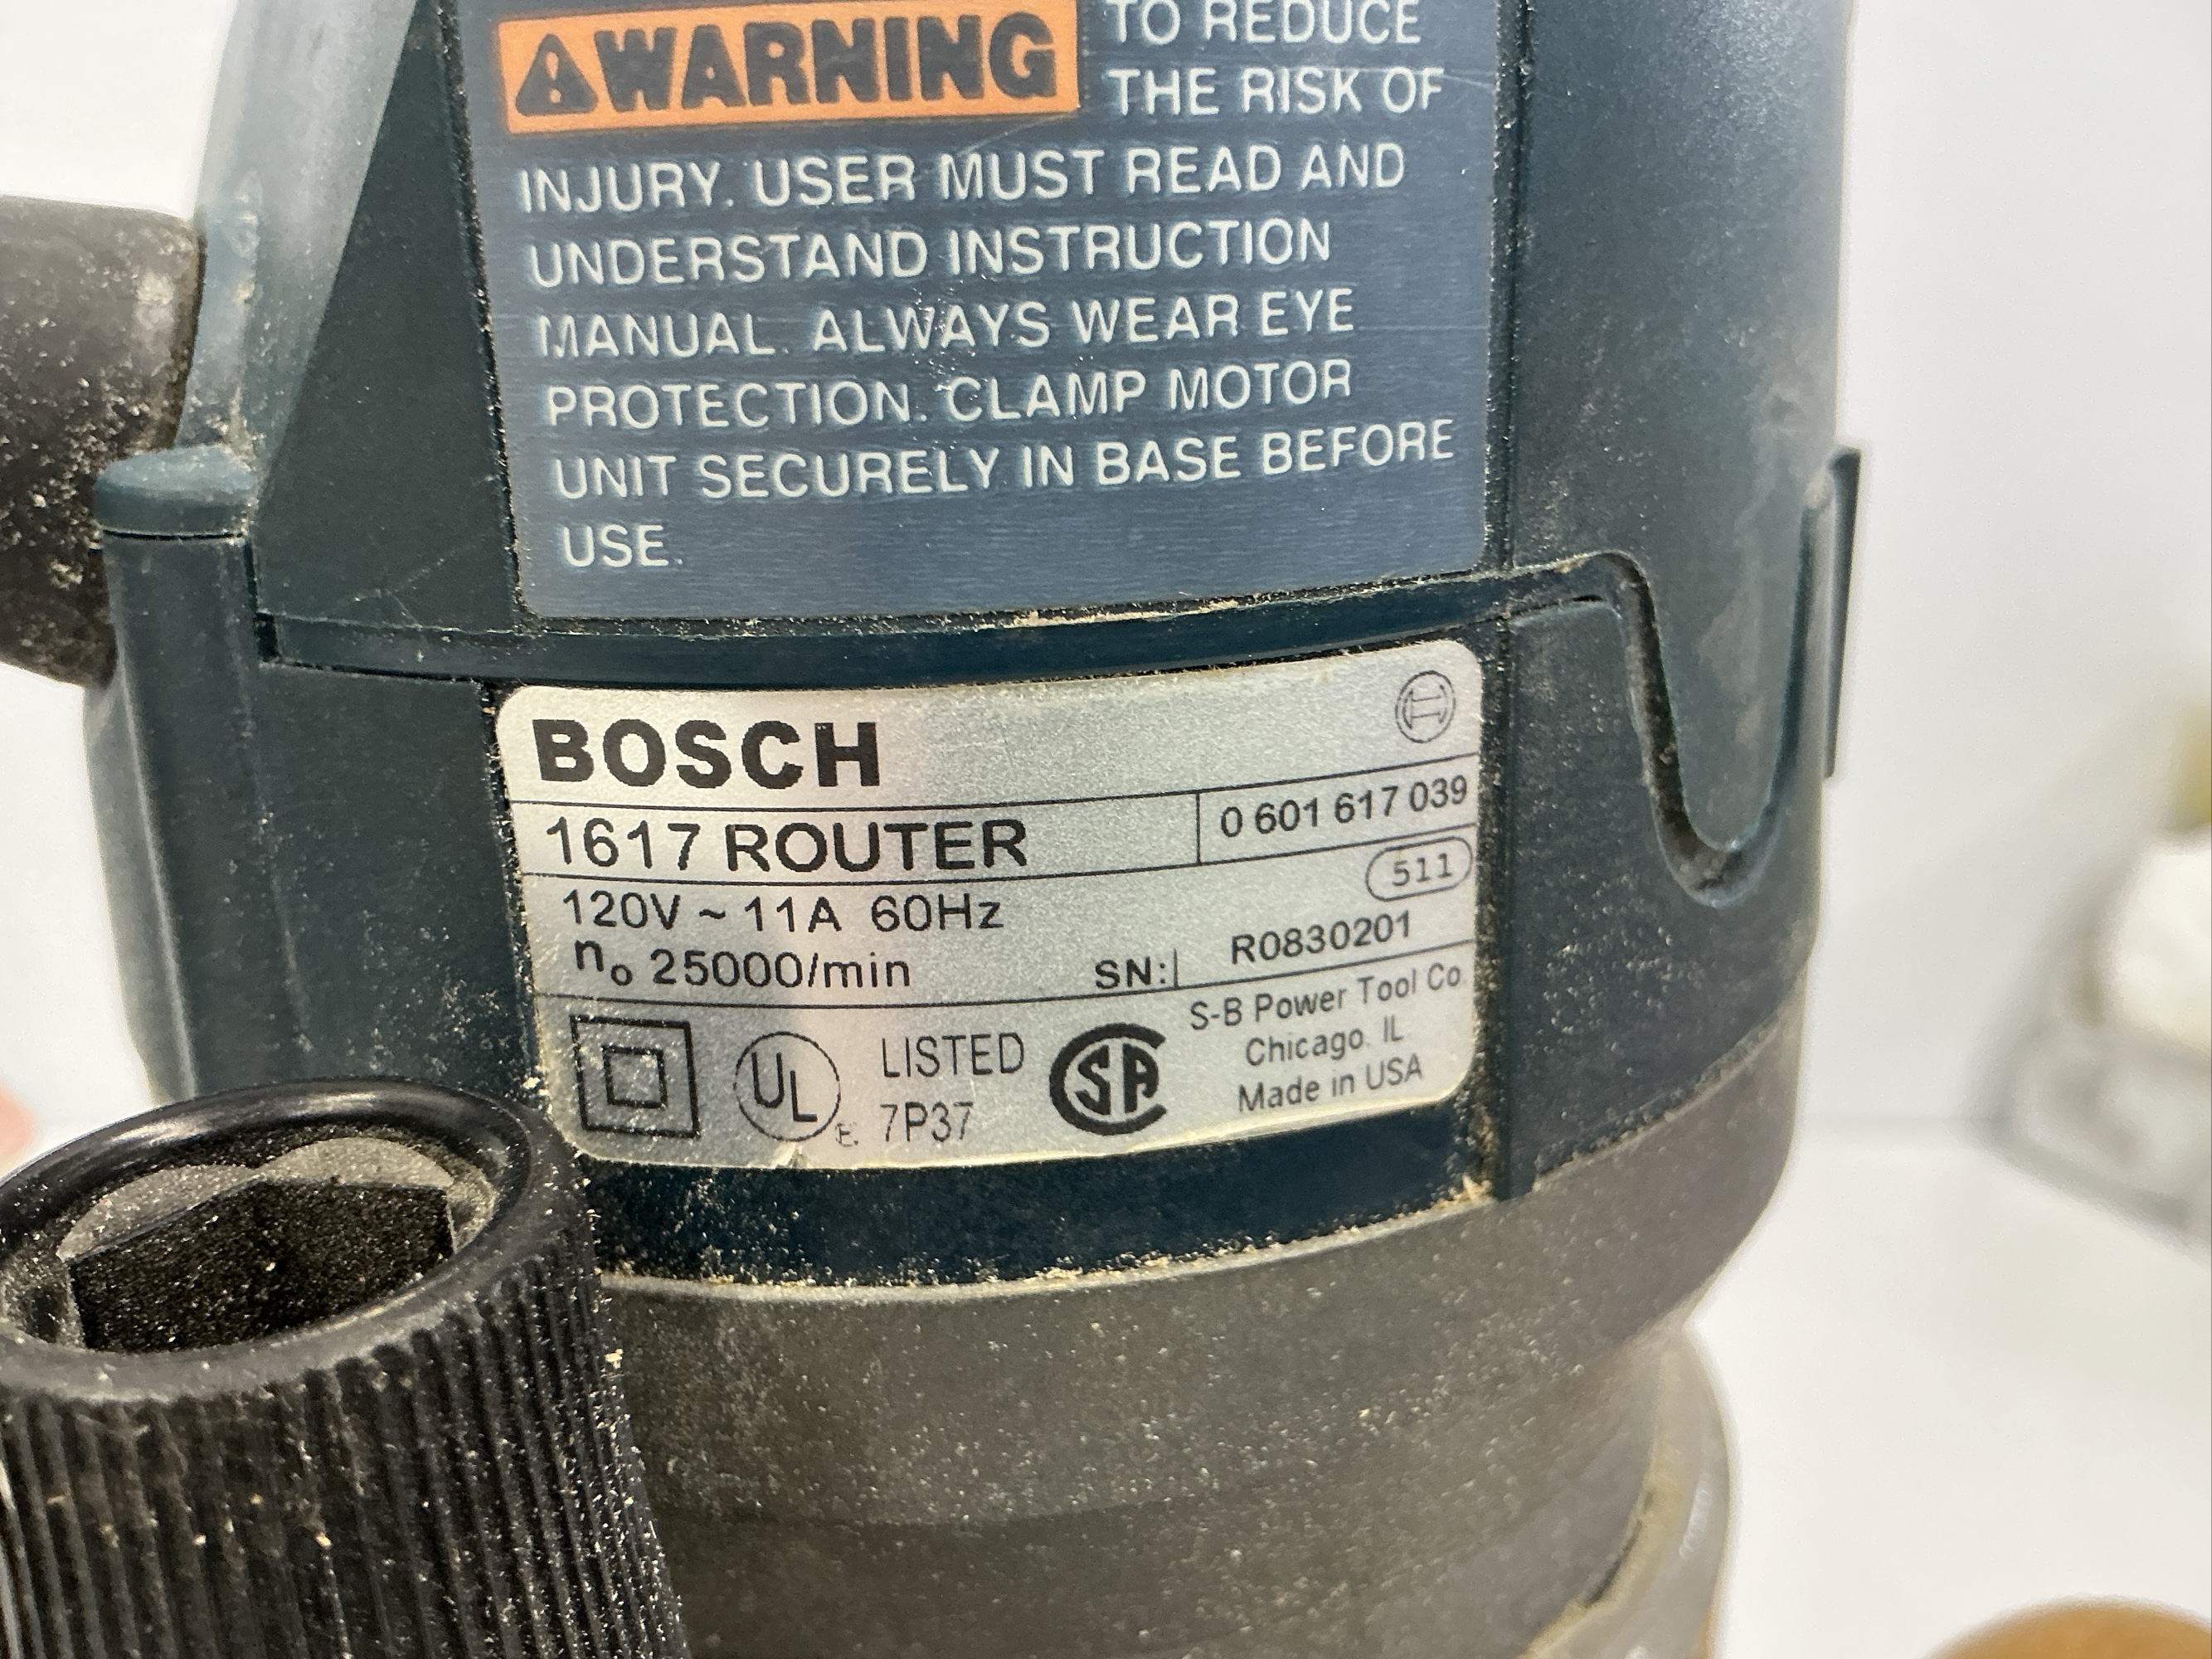 WARNING TO REDUCE
THE RISK OF
INJURY. USER MUST READ AND
UNDERSTAND INSTRUCTION
MANUAL. ALWAYS WEAR EYE
PROTECTION. CLAMP MOTOR
UNIT SECURELY IN BASE BEFORE
USE.
BOSCH
1617 ROUTER 0 601 617 039
511
120V ~ 11A 60Hz
n₀ 25000/min SN: R0830201
UL E. LISTED 7P37
SA
S-B Power Tool Co.
Chicago. IL
Made in USA